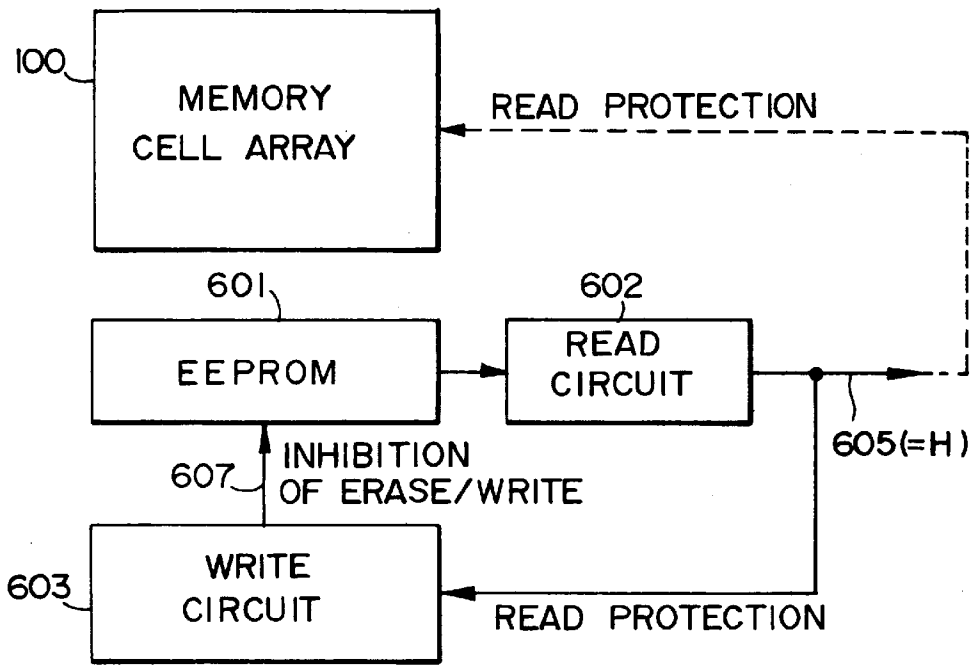 100
MEMORY
CELL ARRAY
READ PROTECTION
601
602
EEPROM
READ
CIRCUIT
605(=H)
607
INHIBITION
OF ERASE/WRITE
603
WRITE
CIRCUIT
READ PROTECTION